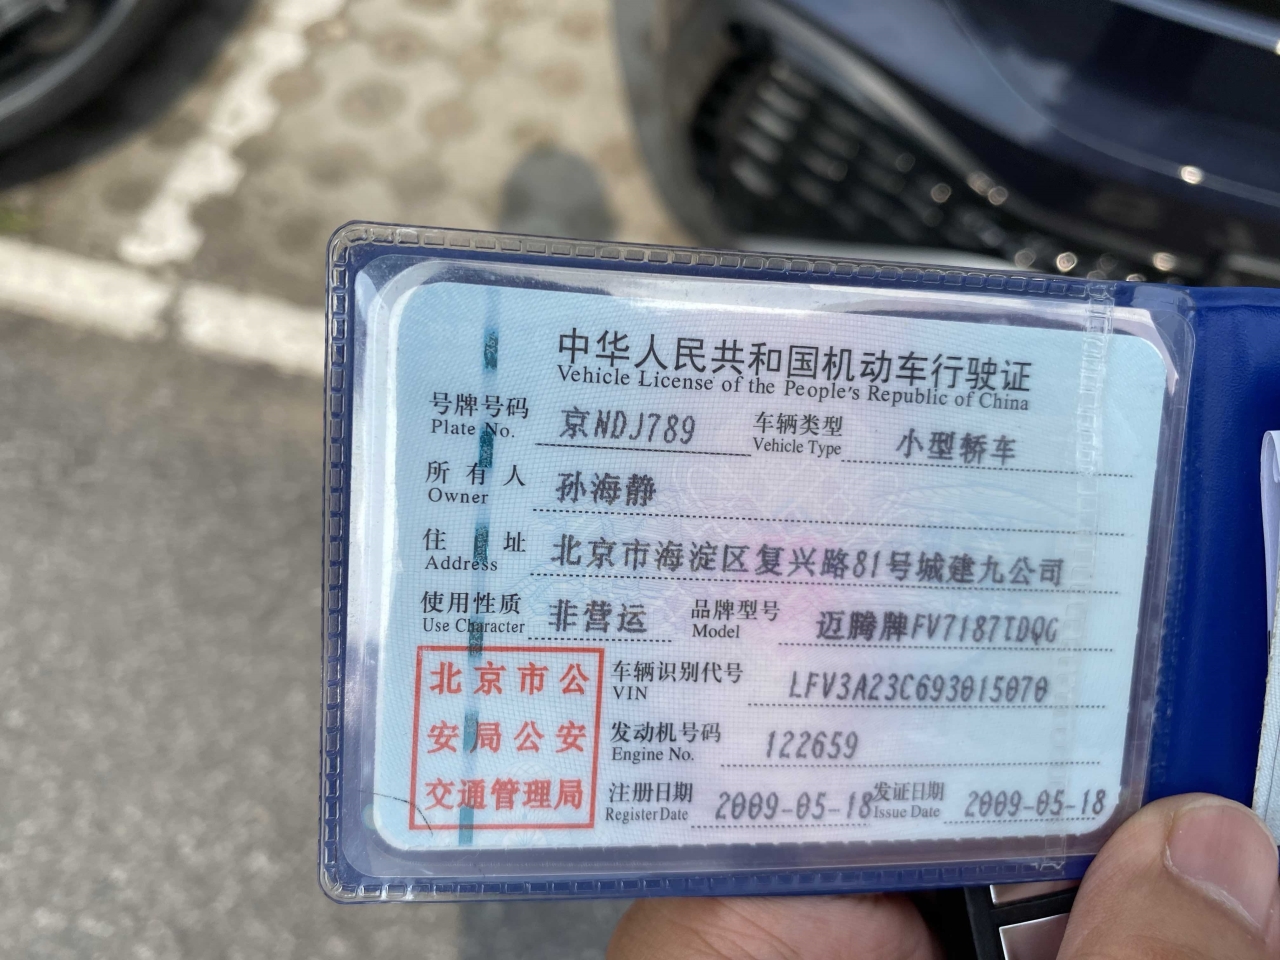 中华人民共和国机动车行驶证
Vehicle License of the People's Republic of China
号牌号码 京NDJ789 车辆类型 小型轿车
Plate No. Vehicle Type
所有人 孙海静
Owner
住址 北京市海淀区复兴路81号城建九公司
Address
使用性质 非营运 品牌型号 迈腾牌FV7187TDQG
Use Character Model
北京市公 车辆识别代号 LFV3A23C693015070
VIN
安局公安 发动机号码 122659
Engine No.
交通管理局 注册日期 2009-05-18 发证日期 2009-05-18
Register Date Issue Date